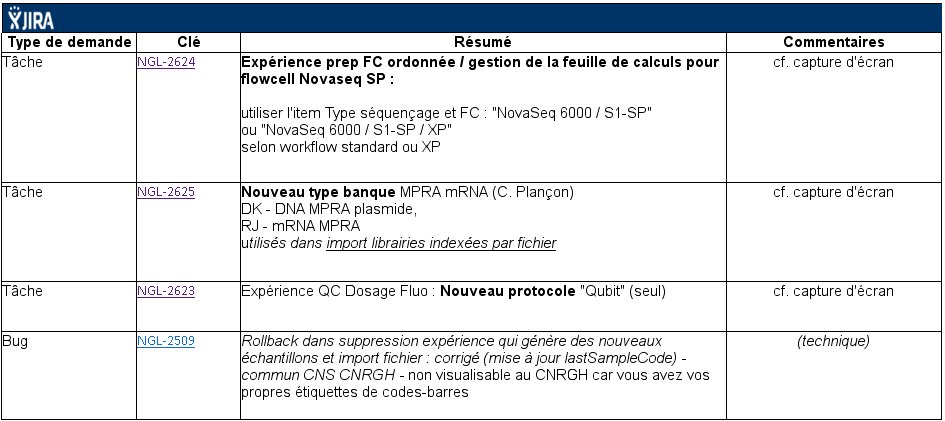 JIRA
Type de demande Clé Résumé Commentaires
Tâche NGL-2624 Expérience prep FC ordonnée / gestion de la feuille de calculs pour cf. capture d'écran
flowcell Novaseq SP :
utiliser l'item Type séquençage et FC : "NovaSeq 6000 / S1-SP"
ou "NovaSeq 6000 / S1-SP / XP"
selon workflow standard ou XP
Tâche NGL-2625 Nouveau type banque MPRA mRNA (C. Plançon) cf. capture d'écran
DK - DNA MPRA plasmide,
RJ - mRNA MPRA
utilisés dans import librairies indexées par fichier
Tâche NGL-2623 Expérience QC Dosage Fluo : Nouveau protocole "Qubit" (seul) cf. capture d'écran
Bug NGL-2509 Rollback dans suppression expérience qui génère des nouveaux (technique)
échantillons et import fichier : corrigé (mise à jour lastSampleCode) -
commun CNS CNRGH - non visualisable au CNRGH car vous avez vos
propres étiquettes de codes-barres